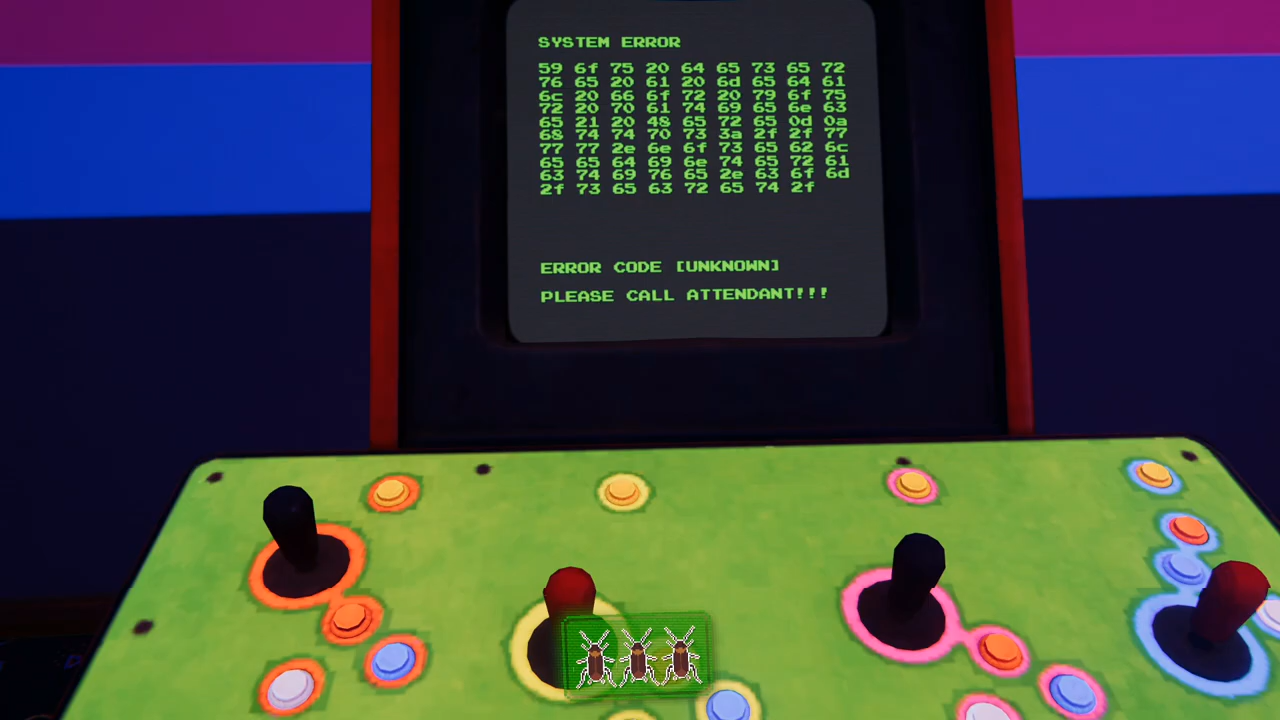 SYSTEM ERROR
59 6f 75 20 64 65 73 65 72
76 65 20 61 20 6d 65 64 61
6c 20 66 6f 72 20 79 6f 75
72 20 70 61 74 69 65 6e 63
65 21 20 48 65 72 65 0d 0a
68 74 74 70 73 3a 2f 2f 77
77 77 2e 6e 6f 73 65 62 6c
65 65 64 69 6e 74 65 72 61
63 74 69 76 65 2e 63 6f 6d
2f 73 65 63 72 65 74 2f
ERROR CODE [UNKNOWN]
PLEASE CALL ATTENDANT!!!